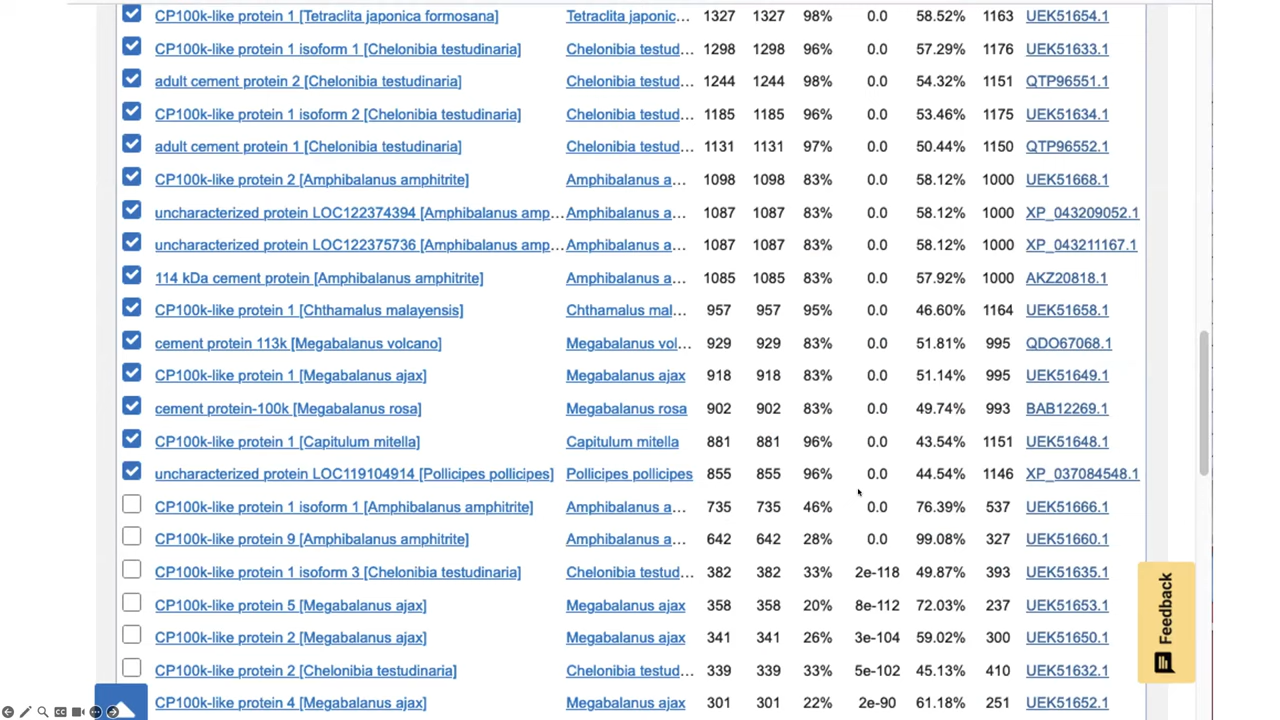 CP100k-like protein 1 [Tetraclita japonica formosana] Tetraclita japonic... 1327 1327 98% 0.0 58.52% 1163 UEK51654.1
CP100k-like protein 1 isoform 1 [Chelonibia testudinaria] Chelonibia testud... 1298 1298 96% 0.0 57.29% 1176 UEK51633.1
adult cement protein 2 [Chelonibia testudinaria] Chelonibia testud... 1244 1244 98% 0.0 54.32% 1151 QTP96551.1
CP100k-like protein 1 isoform 2 [Chelonibia testudinaria] Chelonibia testud... 1185 1185 96% 0.0 53.46% 1175 UEK51634.1
adult cement protein 1 [Chelonibia testudinaria] Chelonibia testud... 1131 1131 97% 0.0 50.44% 1150 QTP96552.1
CP100k-like protein 2 [Amphibalanus amphitrite] Amphibalanus a... 1098 1098 83% 0.0 58.12% 1000 UEK51668.1
uncharacterized protein LOC122374394 [Amphibalanus amp... Amphibalanus a... 1087 1087 83% 0.0 58.12% 1000 XP_043209052.1
uncharacterized protein LOC122375736 [Amphibalanus amp... Amphibalanus a... 1087 1087 83% 0.0 58.12% 1000 XP_043211167.1
114 kDa cement protein [Amphibalanus amphitrite] Amphibalanus a... 1085 1085 83% 0.0 57.92% 1000 AKZ20818.1
CP100k-like protein 1 [Chthamalus malayensis] Chthamalus mal... 957 957 95% 0.0 46.60% 1164 UEK51658.1
cement protein 113k [Megabalanus volcano] Megabalanus vol... 929 929 83% 0.0 51.81% 995 QDO67068.1
CP100k-like protein 1 [Megabalanus ajax] Megabalanus ajax 918 918 83% 0.0 51.14% 995 UEK51649.1
cement protein-100k [Megabalanus rosa] Megabalanus rosa 902 902 83% 0.0 49.74% 993 BAB12269.1
CP100k-like protein 1 [Capitulum mitella] Capitulum mitella 881 881 96% 0.0 43.54% 1151 UEK51648.1
uncharacterized protein LOC119104914 [Pollicipes pollicipes] Pollicipes pollicipes 855 855 96% 0.0 44.54% 1146 XP_037084548.1
CP100k-like protein 1 isoform 1 [Amphibalanus amphitrite] Amphibalanus a... 735 735 46% 0.0 76.39% 537 UEK51666.1
CP100k-like protein 9 [Amphibalanus amphitrite] Amphibalanus a... 642 642 28% 0.0 99.08% 327 UEK51660.1
CP100k-like protein 1 isoform 3 [Chelonibia testudinaria] Chelonibia testud... 382 382 33% 2e-118 49.87% 393 UEK51635.1
CP100k-like protein 5 [Megabalanus ajax] Megabalanus ajax 358 358 20% 8e-112 72.03% 237 UEK51653.1
CP100k-like protein 2 [Megabalanus ajax] Megabalanus ajax 341 341 26% 3e-104 59.02% 300 UEK51650.1
CP100k-like protein 2 [Chelonibia testudinaria] Chelonibia testud... 339 339 33% 5e-102 45.13% 410 UEK51632.1
CP100k-like protein 4 [Megabalanus ajax] Megabalanus ajax 301 301 22% 2e-90 61.18% 251 UEK51652.1
Feedback